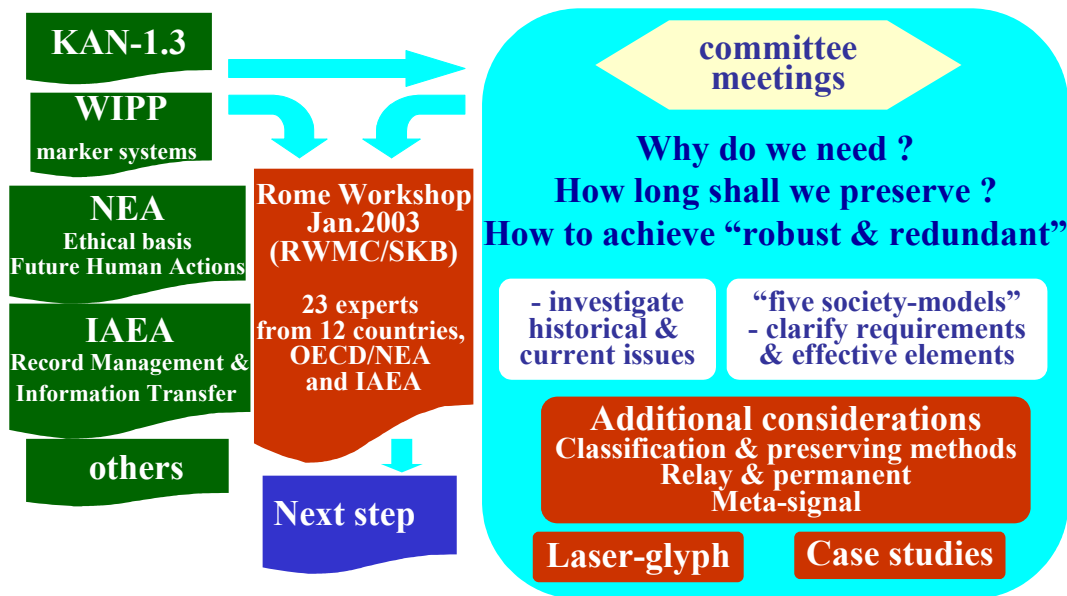 KAN-1.3
WIPP
marker systems
NEA
Ethical basis
Future Human Actions
IAEA
Record Management &
Information Transfer
others
Rome Workshop
Jan.2003
(RWMC/SKB)
23 experts
from 12 countries,
OECD/NEA
and IAEA
Next step
committee
meetings
Why do we need ?
How long shall we preserve ?
How to achieve “robust & redundant”
- investigate
historical &
current issues
“five society-models”
- clarify requirements
& effective elements
Additional considerations
Classification & preserving methods
Relay & permanent
Meta-signal
Laser-glyph
Case studies